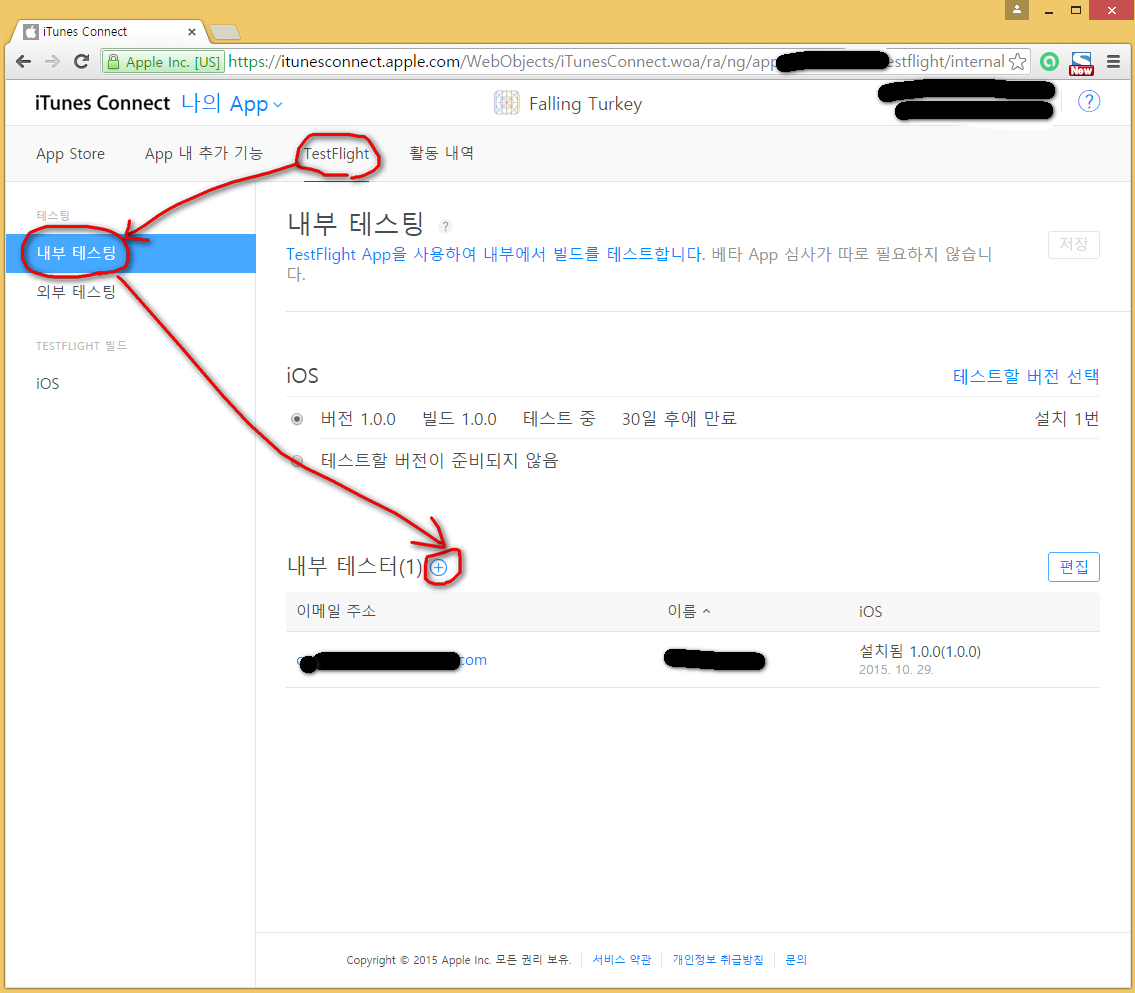 iTunes Connect
Apple Inc. [US] https://itunesconnect.apple.com/WebObjects/iTunesConnect.woa/ra/ng/app estflight/internal
New
iTunes Connect 나의 App Falling Turkey ?
App Store App 내 추가 기능 TestFlight 활동 내역
테스팅
내부 테스팅
외부 테스팅
TESTFLIGHT 빌드
iOS
내부 테스팅 ?
TestFlight App을 사용하여 내부에서 빌드를 테스트합니다. 베타 App 심사가 따로 필요하지 않습니
다.
저장
iOS 테스트할 버전 선택
버전 1.0.0 빌드 1.0.0 테스트 중 30일 후에 만료 설치 1번
테스트할 버전이 준비되지 않음
내부 테스터(1) 편집
이메일 주소 이름 iOS
com 설치됨 1.0.0(1.0.0)
2015. 10. 29.
Copyright © 2015 Apple Inc. 모든 권리 보유. 서비스 약관 개인정보 취급방침 문의